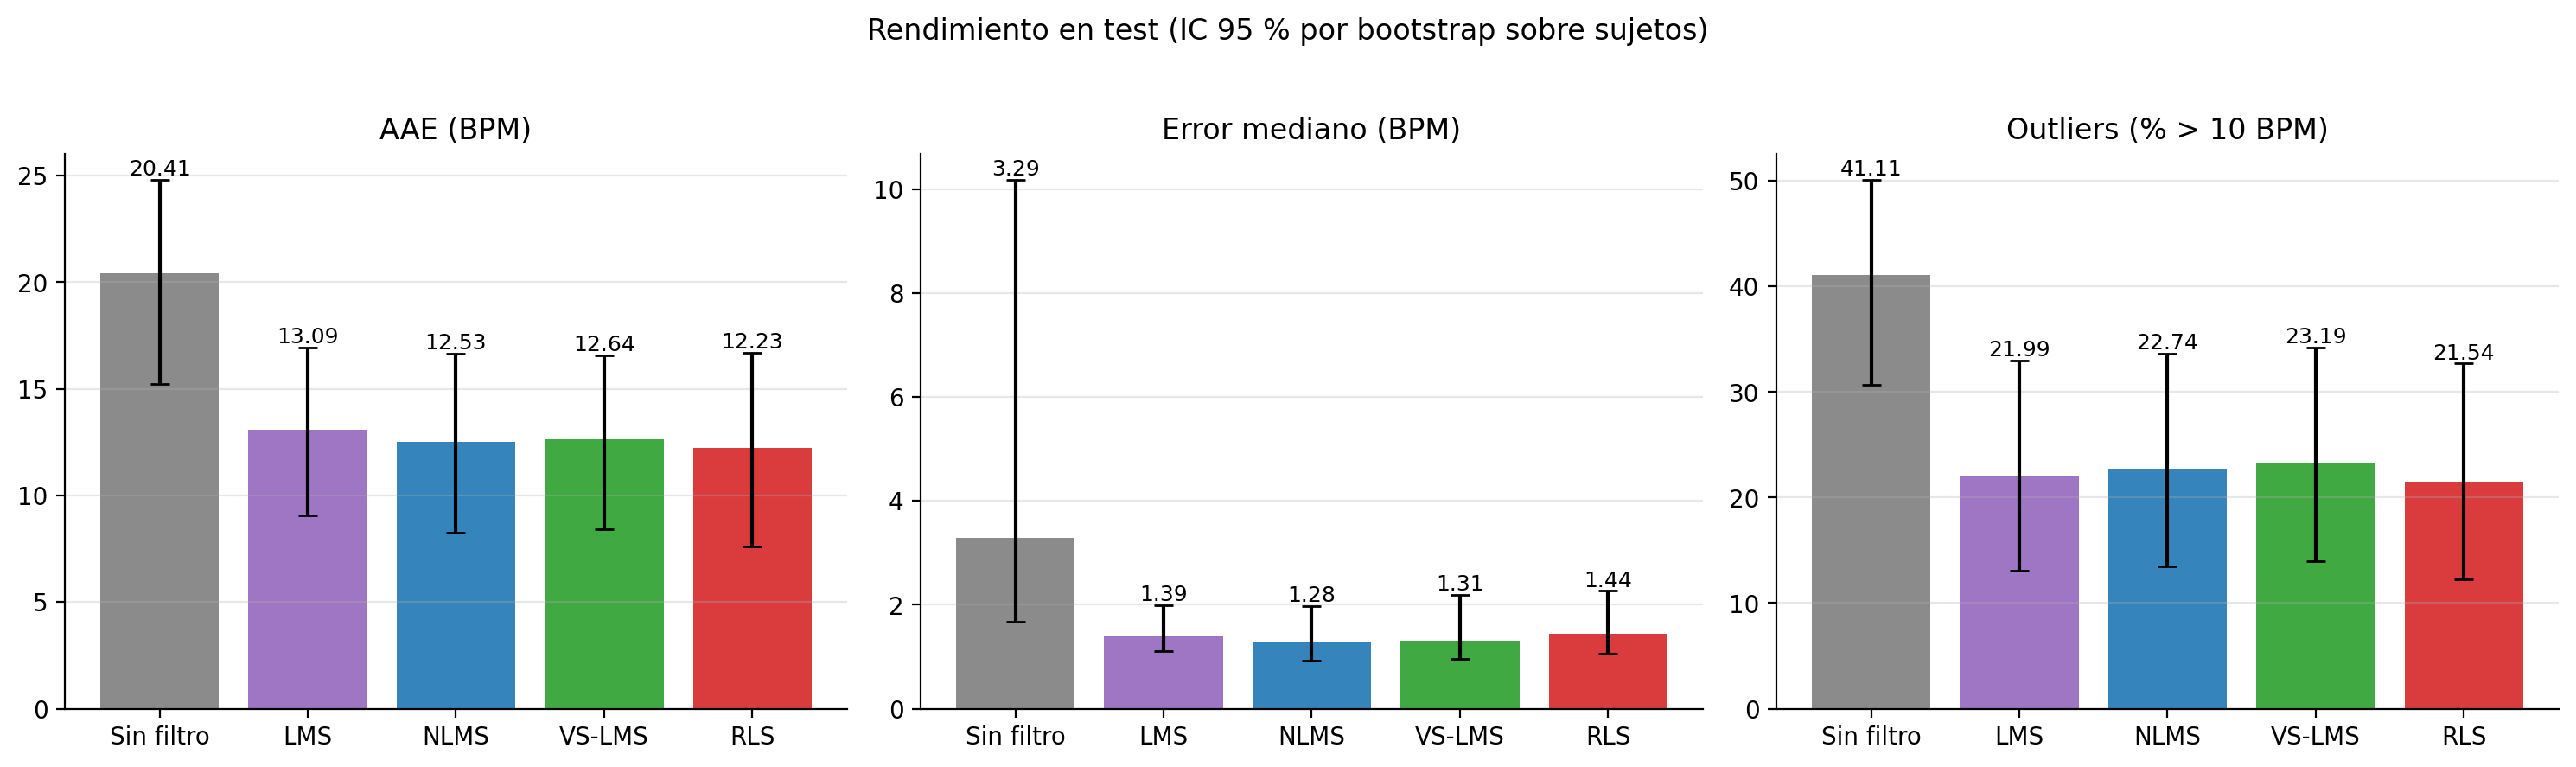 Rendimiento en test (IC 95 % por bootstrap sobre sujetos)
AAE (BPM)
25
20
15
10
5
0
20.41
13.09
12.53
12.64
12.23
Sin filtro
LMS
NLMS
VS-LMS
RLS
Error mediano (BPM)
10
8
6
4
2
0
3.29
1.39
1.28
1.31
1.44
Sin filtro
LMS
NLMS
VS-LMS
RLS
Outliers (% > 10 BPM)
50
40
30
20
10
0
41.11
21.99
22.74
23.19
21.54
Sin filtro
LMS
NLMS
VS-LMS
RLS